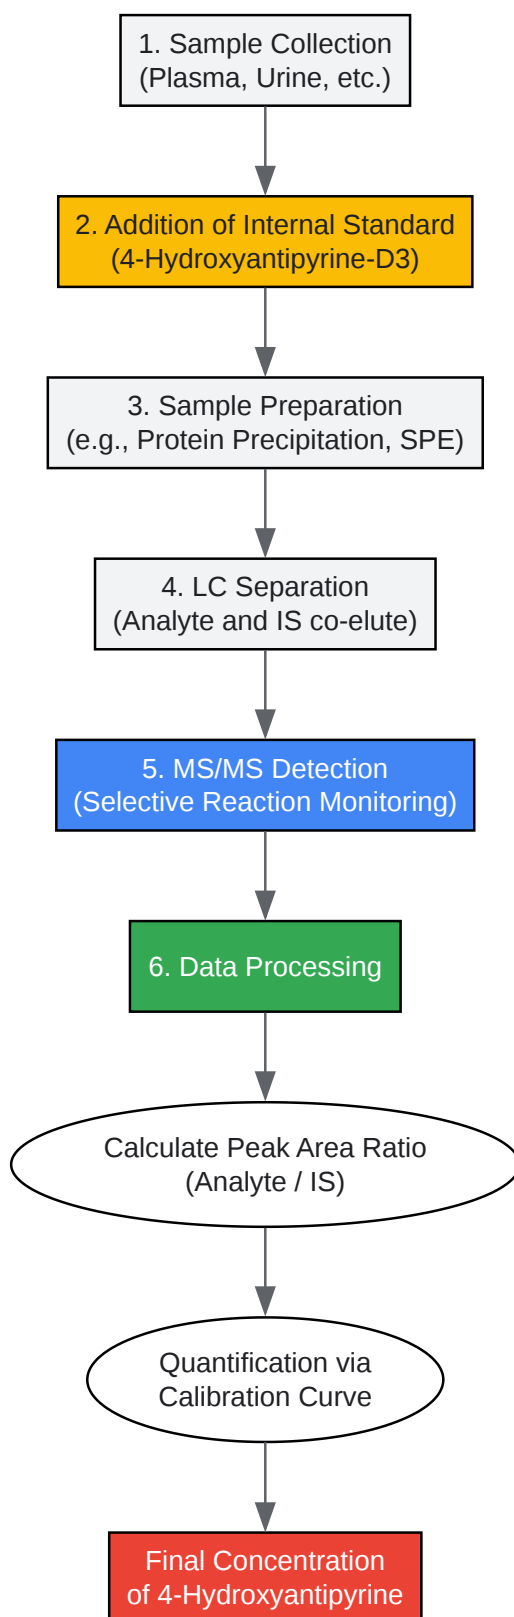 1. Sample Collection
(Plasma, Urine, etc.)
2. Addition of Internal Standard
(4-Hydroxyantipyrine-D3)
3. Sample Preparation
(e.g., Protein Precipitation, SPE)
4. LC Separation
(Analyte and IS co-elute)
5. MS/MS Detection
(Selective Reaction Monitoring)
6. Data Processing
Calculate Peak Area Ratio
(Analyte / IS)
Quantification via
Calibration Curve
Final Concentration
of 4-Hydroxyantipyrine